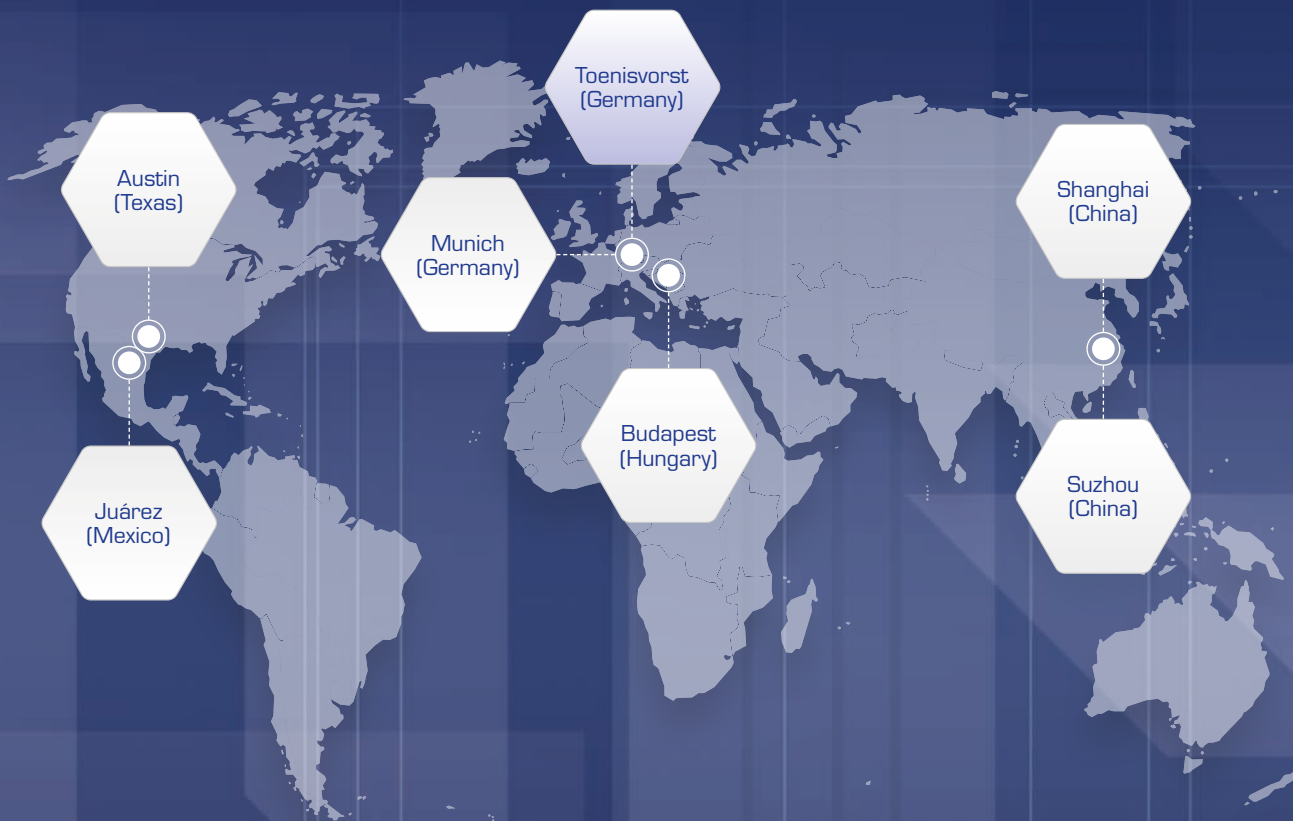 Toenisvorst
(Germany)
Austin
(Texas)
Shanghai
(China)
Munich
(Germany)
Budapest
(Hungary)
Suzhou
(China)
Juárez
(Mexico)